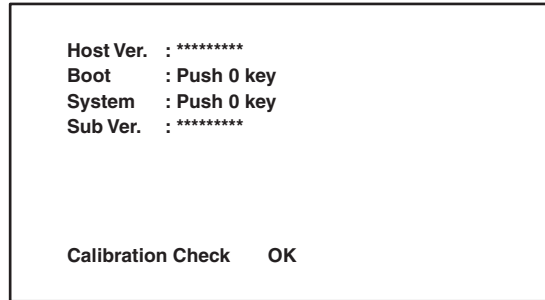 Host Ver. : *********
Boot : Push 0 key
System : Push 0 key
Sub Ver. : *********
Calibration Check OK